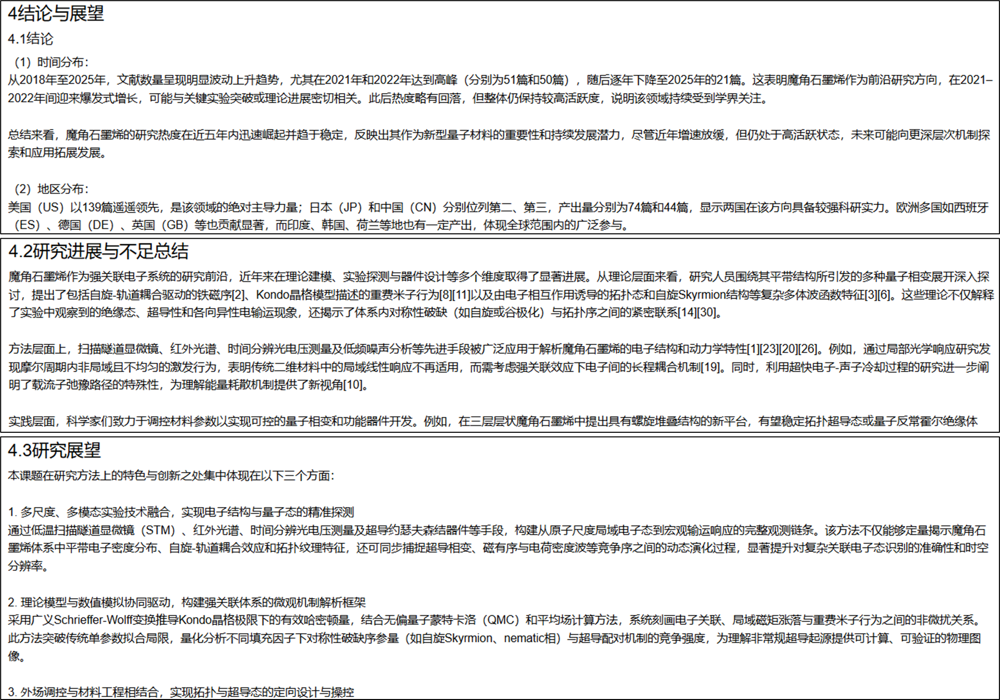 4结论与展望
4.1结论
（1）时间分布：
从2018年至2025年，文献数量呈现明显波动上升趋势，尤其在2021年和2022年达到高峰（分别为51篇和50篇），随后逐年下降至2025年的21篇。这表明魔角石墨烯作为前沿研究方向，在2021–
2022年间迎来爆发式增长，可能与关键实验突破或理论进展密切相关。此后热度略有回落，但整体仍保持较高活跃度，说明该领域持续受到学界关注。
总结来看，魔角石墨烯的研究热度在近五年内迅速崛起并趋于稳定，反映出其作为新型量子材料的重要性和持续发展潜力，尽管近年增速放缓，但仍处于高活跃状态，未来可能向更深层次机制探
索和应用拓展发展。
（2）地区分布：
美国（US）以139篇遥遥领先，是该领域的绝对主导力量；日本（JP）和中国（CN）分别位列第二、第三，产出量分别为74篇和44篇，显示两国在该方向具备较强科研实力。欧洲多国如西班牙
（ES）、德国（DE）、英国（GB）等也贡献显著，而印度、韩国、荷兰等地也有一定产出，体现全球范围内的广泛参与。
4.2研究进展与不足总结
魔角石墨烯作为强关联电子系统的研究前沿，近年来在理论建模、实验探测与器件设计等多个维度取得了显著进展。从理论层面来看，研究人员围绕其平带结构所引发的多种量子相变展开深入探
讨，提出了包括自旋-轨道耦合驱动的铁磁序[2]、Kondo晶格模型描述的重费米子行为[8][11]以及由电子相互作用诱导的拓扑态和自旋Skyrmion结构等复杂多体波函数特征[3][6]。这些理论不仅解释
了实验中观察到的绝缘态、超导性和各向异性电输运现象，还揭示了体系内对称性破缺（如自旋或谷极化）与拓扑序之间的紧密联系[14][30]。
方法层面上，扫描隧道显微镜、红外光谱、时间分辨光电压测量及低频噪声分析等先进手段被广泛应用于解析魔角石墨烯的电子结构和动力学特性[1][23][20][26]。例如，通过局部光学响应研究发
现摩尔周期内非局域且不均匀的激发行为，表明传统二维材料中的局域线性响应不再适用，而需考虑强关联效应下电子间的长程耦合机制[19]。同时，利用超快电子-声子冷却过程的研究进一步阐
明了载流子弛豫路径的特殊性，为理解能量耗散机制提供了新视角[10]。
实践层面，科学家们致力于调控材料参数以实现可控的量子相变和功能器件开发。例如，在三层层状魔角石墨烯中提出具有螺旋堆叠结构的新平台，有望稳定拓扑超导态或量子反常霍尔绝缘体
4.3研究展望
本课题在研究方法上的特色与创新之处集中体现在以下三个方面：
1. 多尺度、多模态实验技术融合，实现电子结构与量子态的精准探测
通过低温扫描隧道显微镜（STM）、红外光谱、时间分辨光电压测量及超导约瑟夫森结器件等手段，构建从原子尺度局域电子态到宏观输运响应的完整观测链条。该方法不仅能够定量揭示魔角石
墨烯体系中平带电子密度分布、自旋-轨道耦合效应和拓扑纹理特征，还可同步捕捉超导相变、磁有序与电荷密度波等竞争序之间的动态演化过程，显著提升对复杂关联电子态识别的准确性和时空
分辨率。
2. 理论模型与数值模拟协同驱动，构建强关联体系的微观机制解析框架
采用广义Schrieffer-Wolff变换推导Kondo晶格极限下的有效哈密顿量，结合无偏量子蒙特卡洛（QMC）和平均场计算方法，系统刻画电子关联、局域磁矩涨落与重费米子行为之间的非微扰关系。
此方法突破传统单参数拟合局限，量化分析不同填充因子下对称性破缺序参量（如自旋Skyrmion、nematic相）与超导配对机制的竞争强度，为理解非常规超导起源提供可计算、可验证的物理图
像。
3. 外场调控与材料工程相结合，实现拓扑与超导态的定向设计与操控